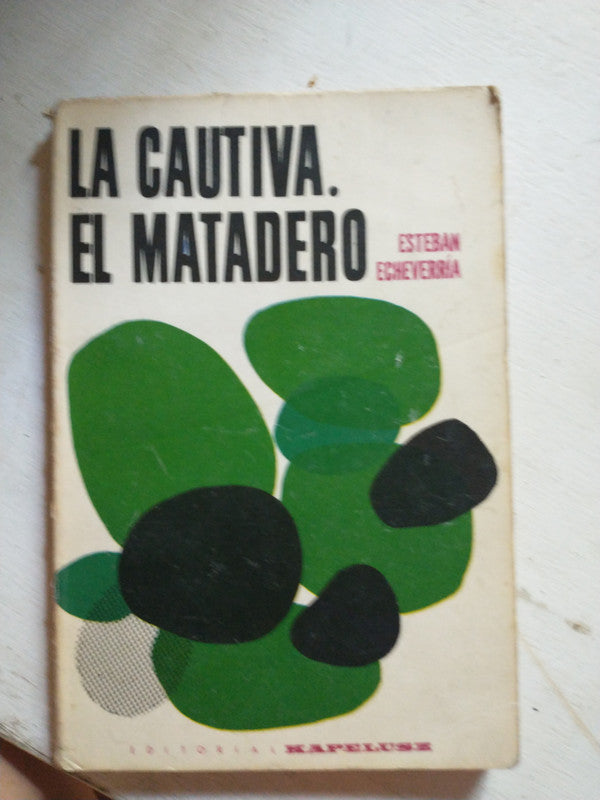 LA CAUTIVA.
EL MATADERO
ESTEBAN
ECHEVERRÍA
EDITORIAL KAPELUSZ